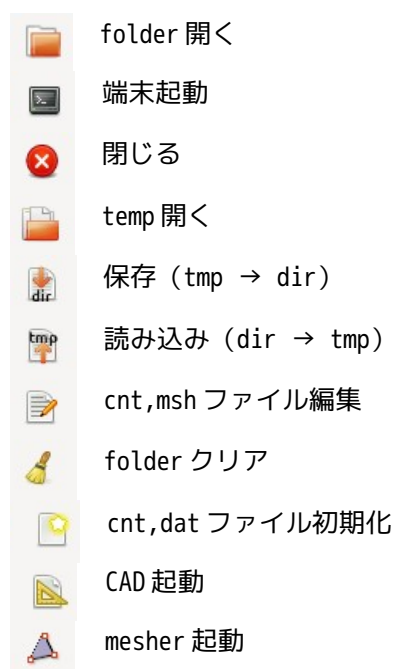 folder 開く
端末起動
閉じる
temp 開く
dir
保存 (tmp → dir)
tmp
読み込み (dir → tmp)
cnt,msh ファイル編集
folder クリア
cnt,dat ファイル初期化
CAD 起動
mesher 起動